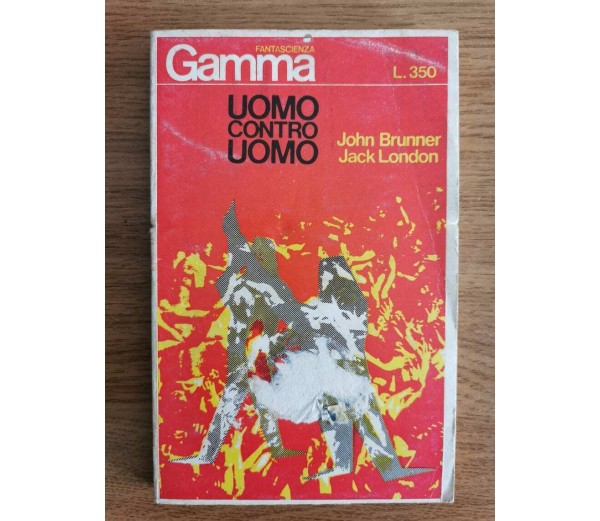 FANTASCIENZA
Gamma
L. 350
UOMO
CONTRO
UOMO
John Brunner
Jack London